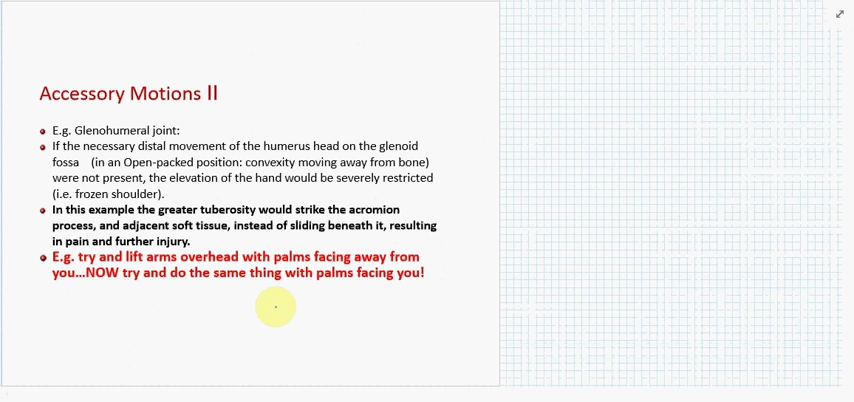 Accessory Motions II
E.g. Glenohumeral joint:
If the necessary distal movement of the humerus head on the glenoid
fossa (in an Open-packed position: convexity moving away from bone)
were not present, the elevation of the hand would be severely restricted
(i.e. frozen shoulder).
In this example the greater tuberosity would strike the acromion
process, and adjacent soft tissue, instead of sliding beneath it, resulting
in pain and further injury.
E.g. try and lift arms overhead with palms facing away from
you...NOW try and do the same thing with palms facing you!